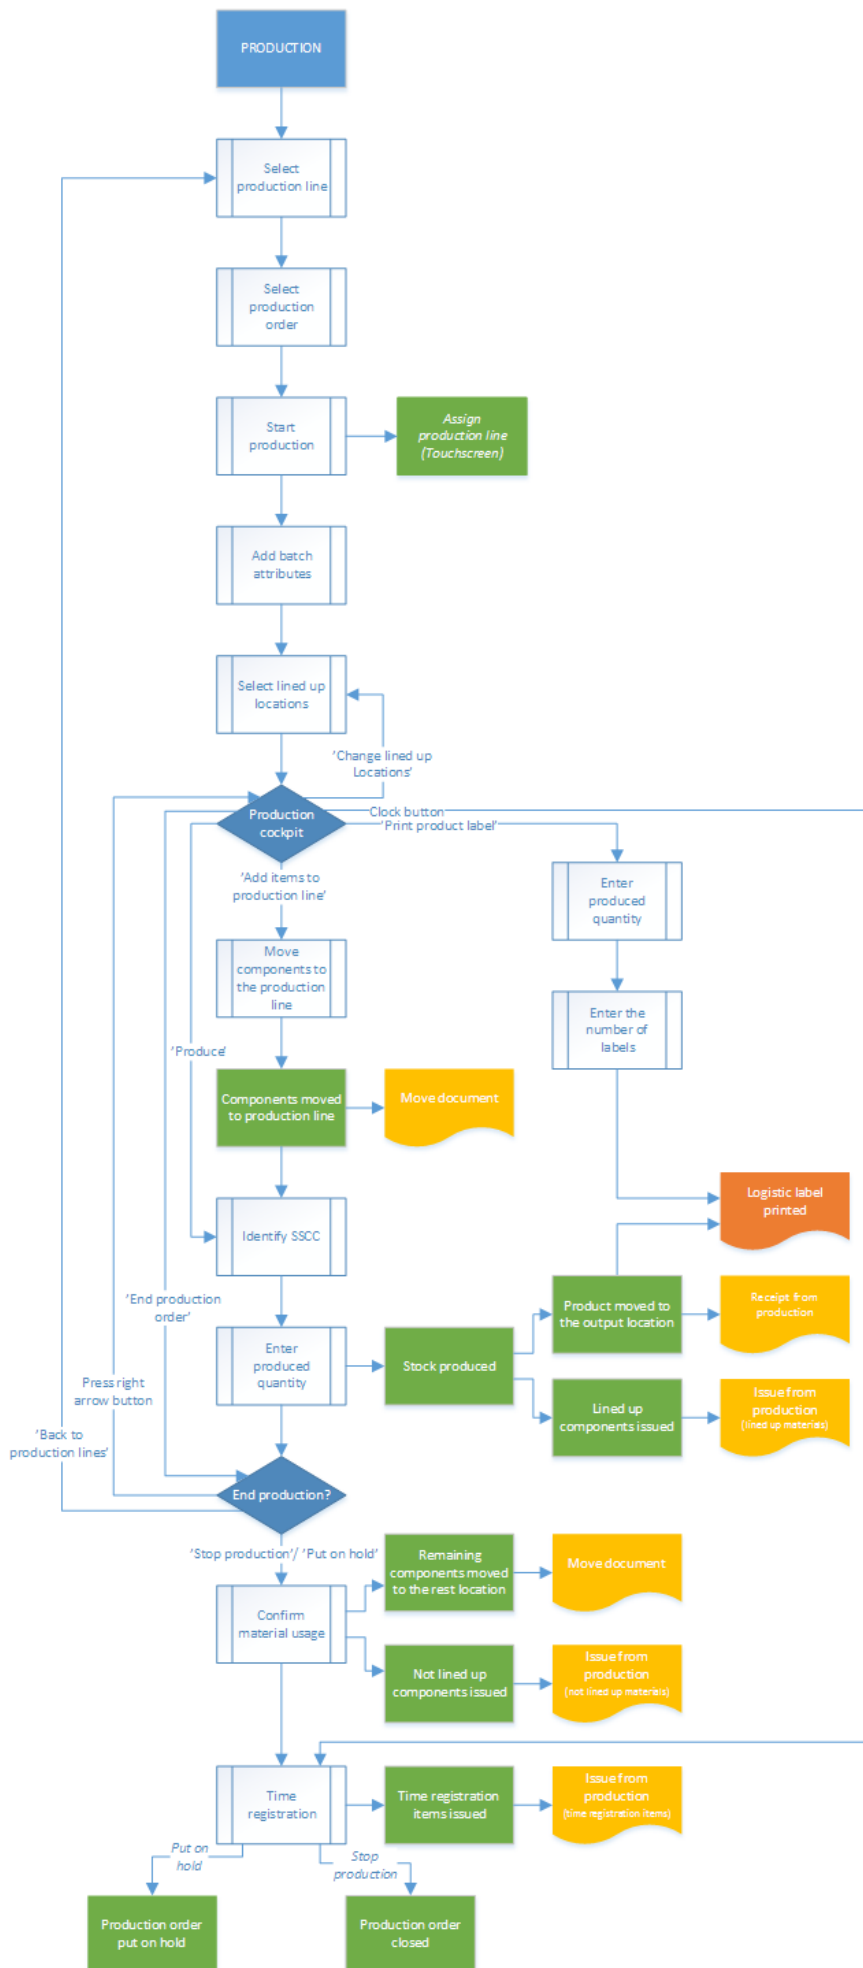 PRODUCTION
Select
production line
Select
production
order
Start
production
Assign
production line
(Touchscreen)
Add batch
attributes
Select lined up
locations
'Change lined up
Locations'
Production
cockpit
Clock button
'Print product label'
'Add items to
production line'
Enter
produced
quantity
Move
components to
the production
line
Enter the
number of
labels
'Produce'
Components moved
to production line
Move document
Logistic label
printed
Identify SSCC
'End production
order'
Product moved to
the output location
Receipt from
production
Enter
produced
quantity
Stock produced
Press right
arrow button
Lined up
components issued
Issue from
production
(lined up materials)
'Back to
production lines'
End production?
'Stop production'/ 'Put on hold'
Remaining
components moved
to the rest location
Move document
Confirm
material usage
Not lined up
components issued
Issue from
production
(not lined up materials)
Time
registration
Time registration
items issued
Issue from
production
(time registration items)
Put on
hold
Stop
production
Production order
put on hold
Production order
closed